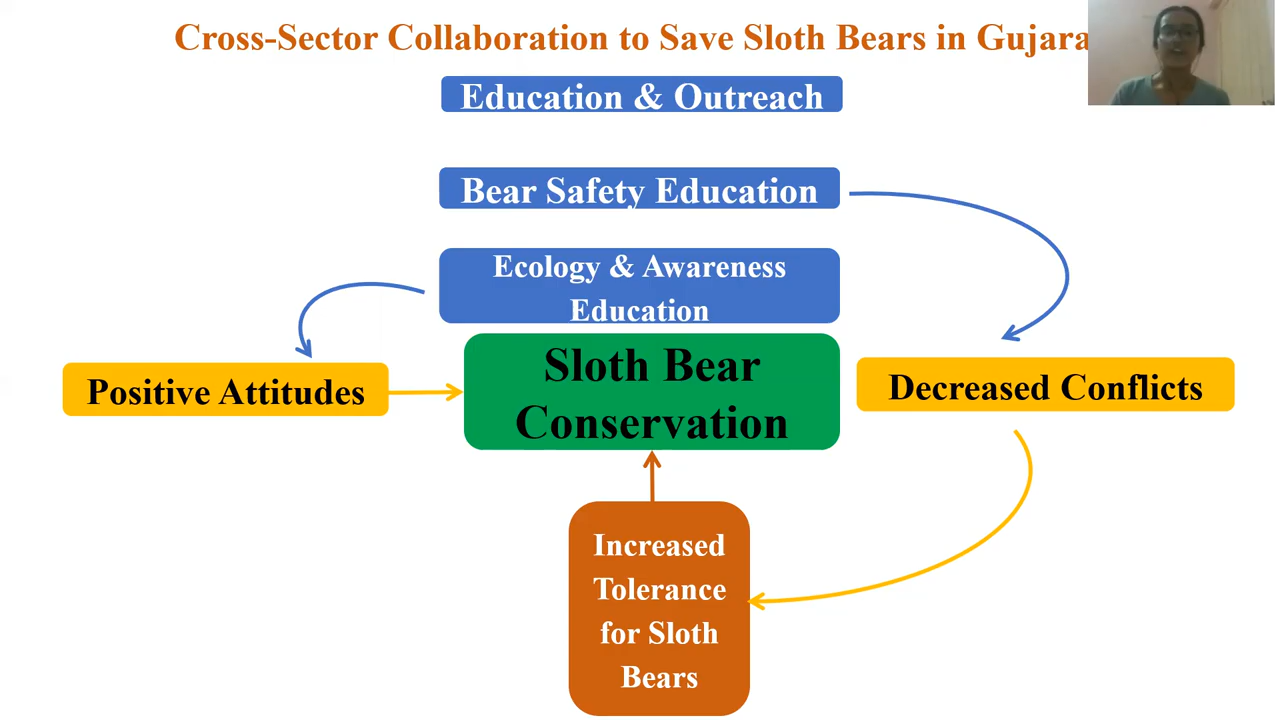 Cross-Sector Collaboration to Save Sloth Bears in Gujara
Education & Outreach
Bear Safety Education
Ecology & Awareness
Education
Positive Attitudes
Sloth Bear
Conservation
Decreased Conflicts
Increased
Tolerance
for Sloth
Bears